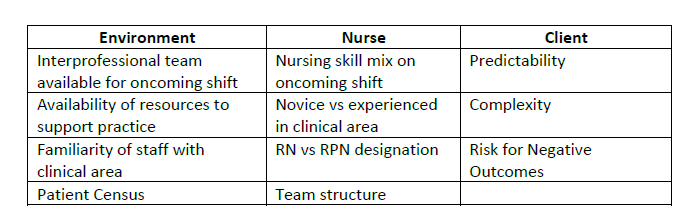 Environment Nurse Client
Interprofessional team available for oncoming shift
Nursing skill mix on oncoming shift
Predictability
Availability of resources to support practice
Novice vs experienced in clinical area
Complexity
Familiarity of staff with clinical area
RN vs RPN designation
Risk for Negative Outcomes
Patient Census
Team structure